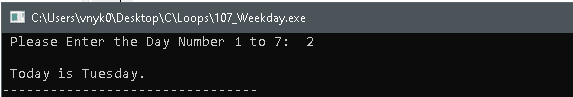 C:\Users\vnyk0\Desktop\C\Loops\107_Weekday.exe
Please Enter the Day Number 1 to 7:  2
Today is Tuesday.
--------------------------------